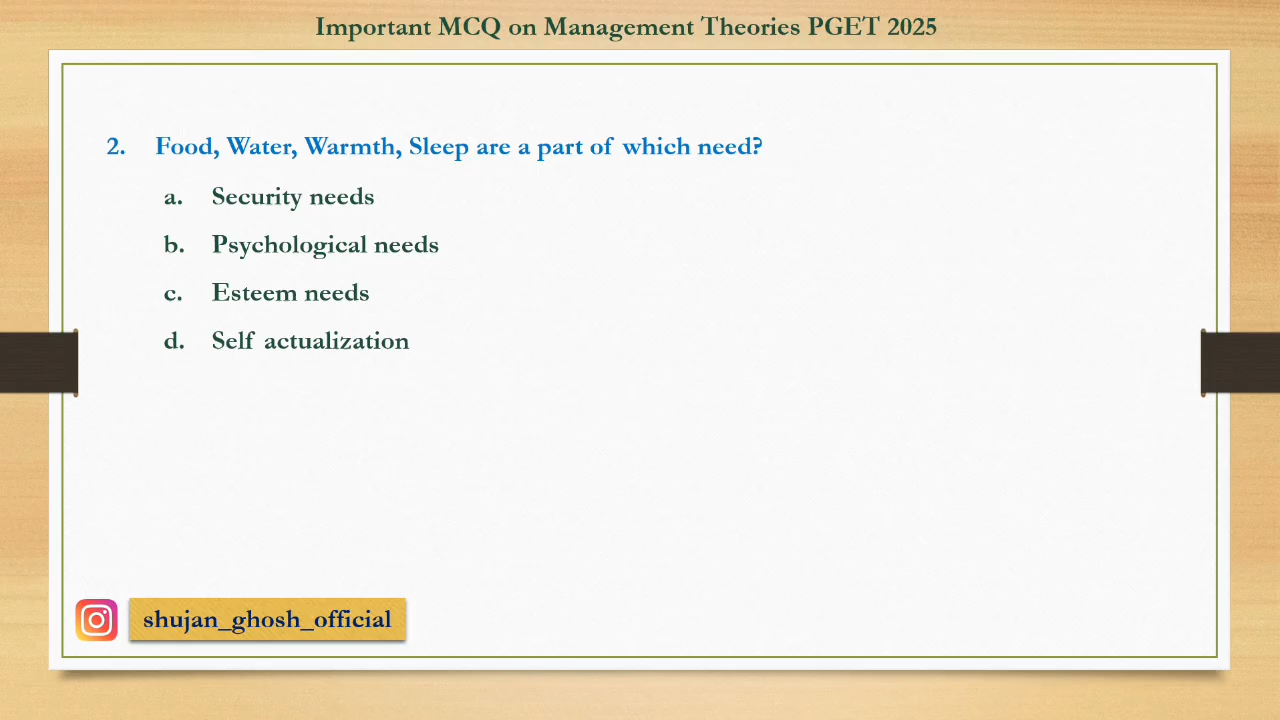 Important MCQ on Management Theories PGET 2025
2. Food, Water, Warmth, Sleep are a part of which need?
a. Security needs
b. Psychological needs
c. Esteem needs
d. Self actualization
shujan_ghosh_official